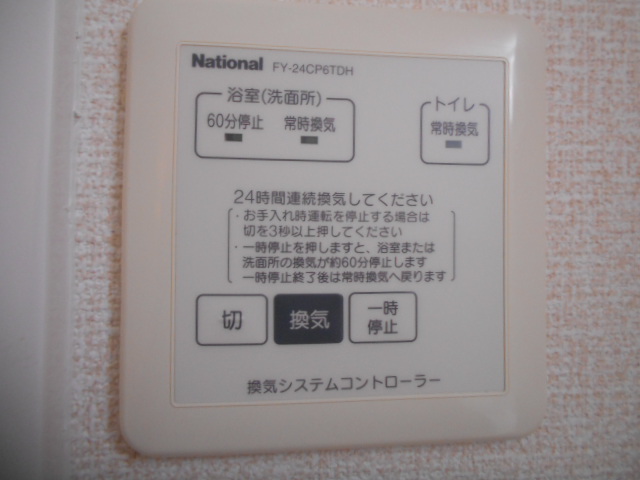 National FY-24CP6TDH
浴室(洗面所)
トイレ
60分停止 常時換気
常時換気
24時間連続換気してください
・お手入れ時運転を停止する場合は
切を3秒以上押してください
・一時停止を押しますと、浴室または
洗面所の換気が約60分停止します
一時停止終了後は常時換気へ戻ります
切
換気
一時
停止
換気システムコントローラー